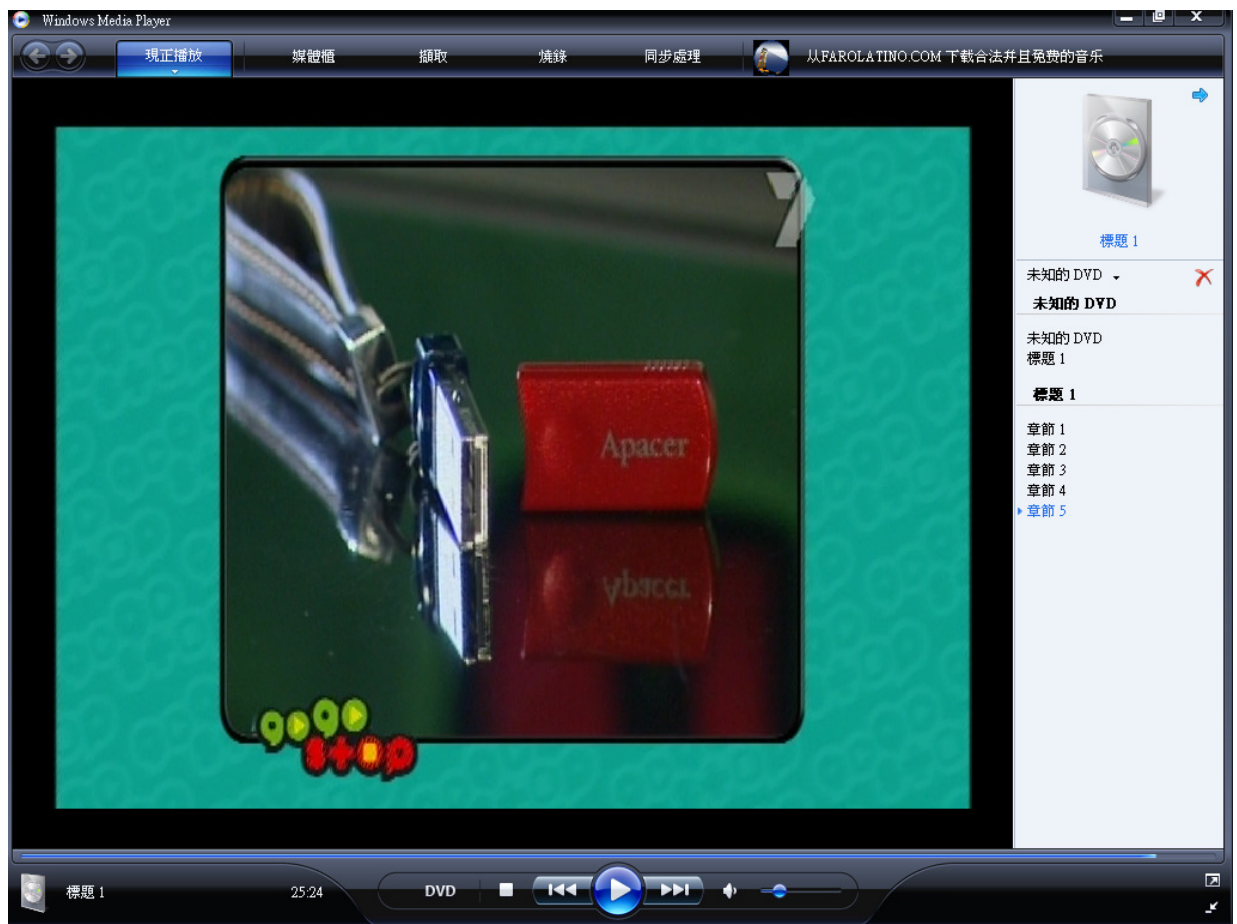 Windows Media Player
現正播放
媒體櫃
擷取
燒錄
同步處理
从FAROLATINO.COM 下载合法并且免费的音乐
7
Apacer
gogo
stop
標題 1
未知的 DVD
未知的 DVD
未知的 DVD
標題 1
標題 1
章節 1
章節 2
章節 3
章節 4
章節 5
標題 1
25:24
DVD